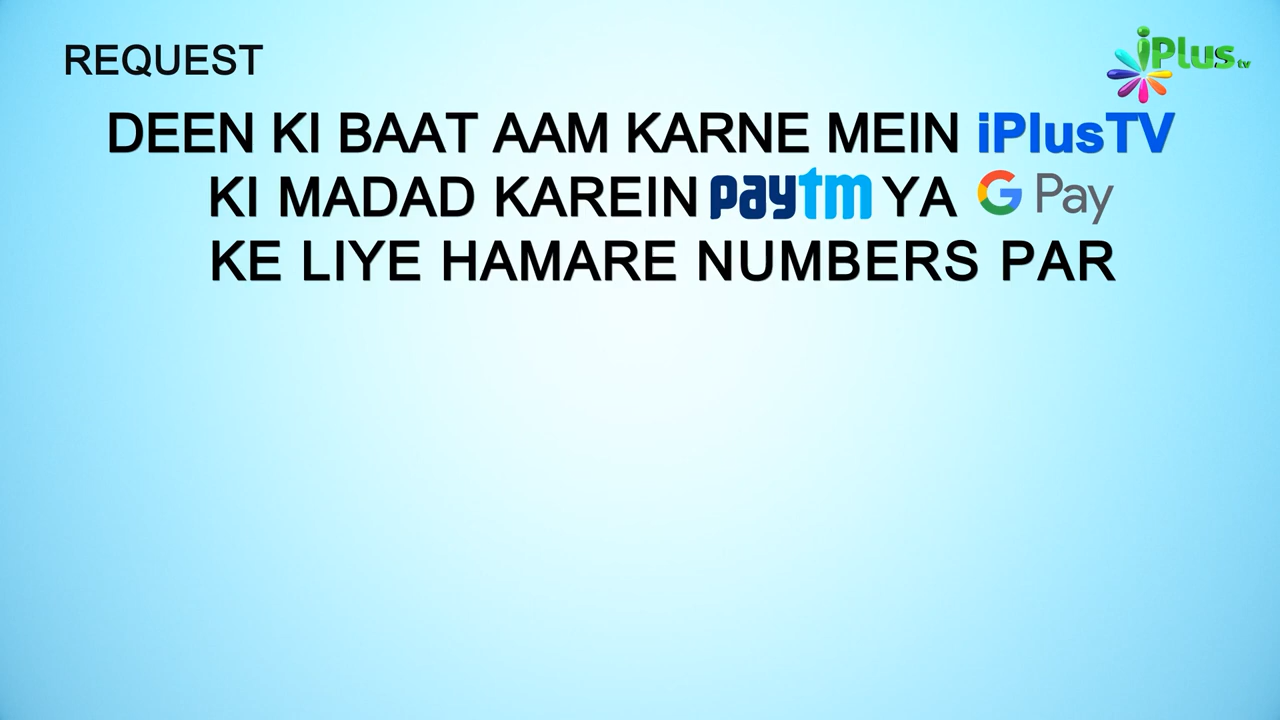 REQUEST
iPlus tv
DEEN KI BAAT AAM KARNE MEIN iPlusTV
KI MADAD KAREIN paytm YA G Pay
KE LIYE HAMARE NUMBERS PAR